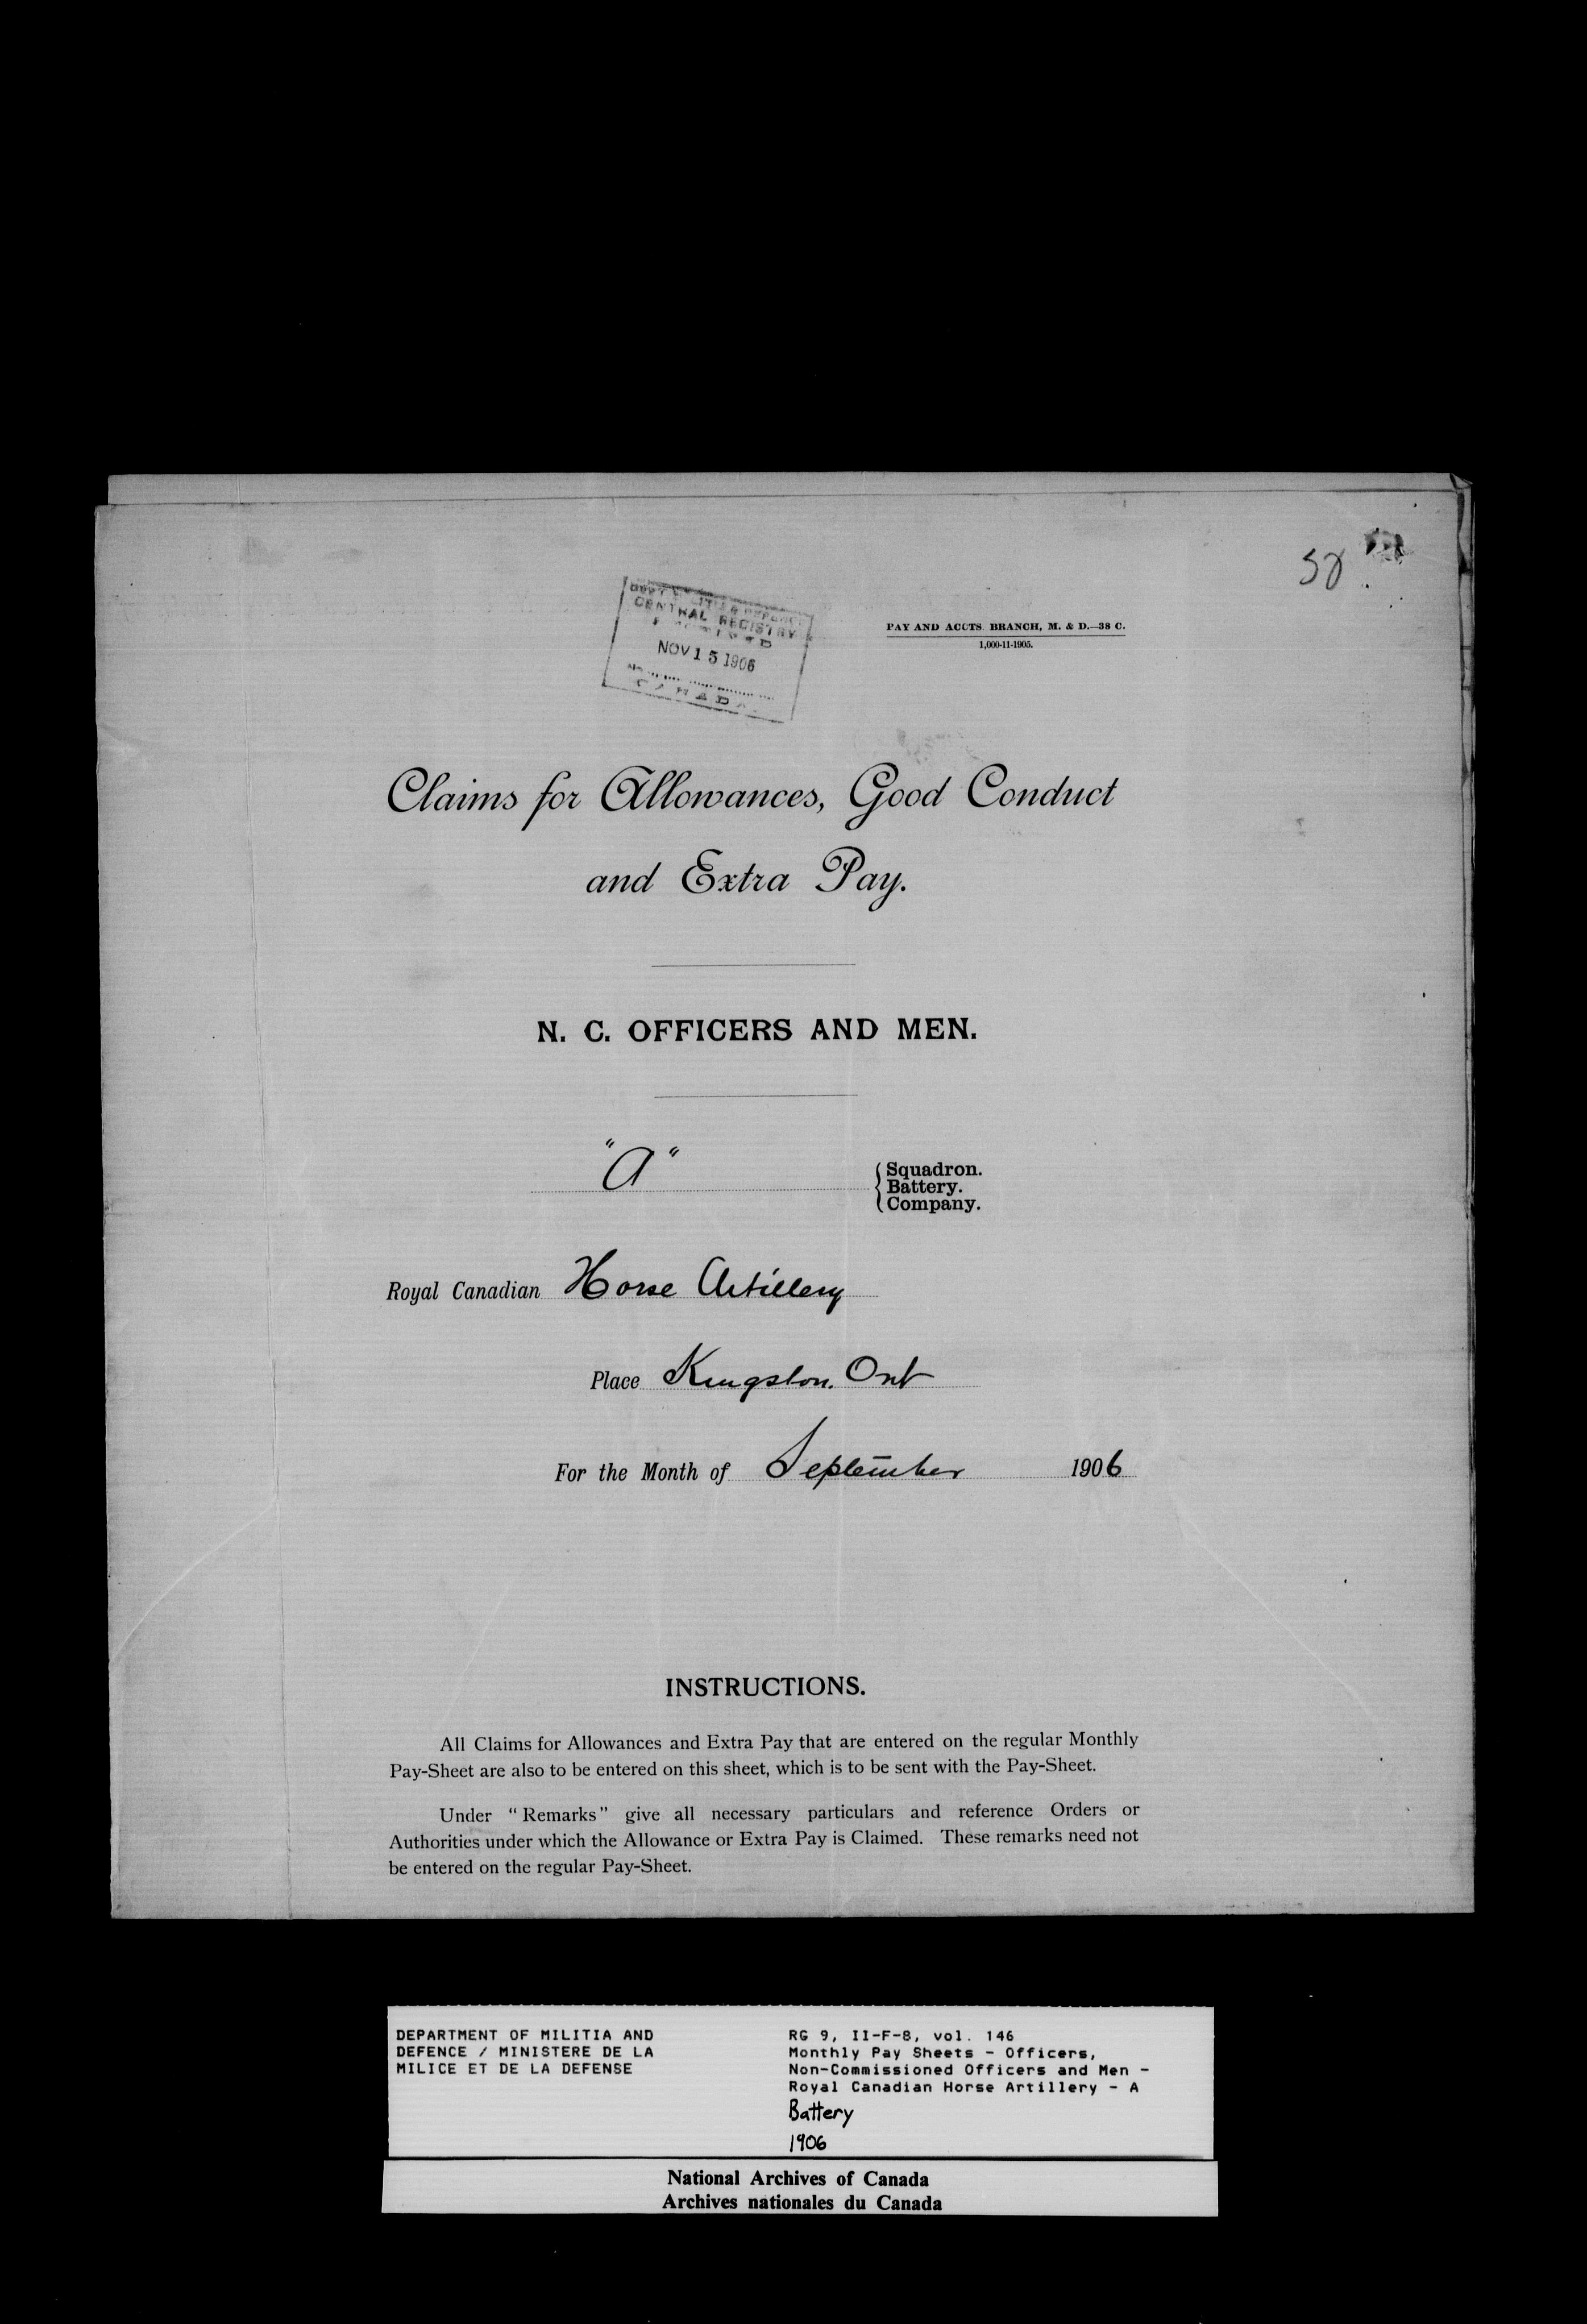 58
CENTRAL REGISTRY
NOV 15 1906
CANADA
PAY AND ACCTS. BRANCH, M. & D.—38 C.
1,000-11-1905.
Claims for Allowances, Good Conduct
and Extra Pay.
N. C. OFFICERS AND MEN.
"A" Squadron.
Battery.
Company.
Royal Canadian Horse Artillery
Place Kingston. Ont
For the Month of September 1906
INSTRUCTIONS.
All Claims for Allowances and Extra Pay that are entered on the regular Monthly
Pay-Sheet are also to be entered on this sheet, which is to be sent with the Pay-Sheet.
Under "Remarks" give all necessary particulars and reference Orders or
Authorities under which the Allowance or Extra Pay is Claimed. These remarks need not
be entered on the regular Pay-Sheet.
DEPARTMENT OF MILITIA AND
DEFENCE / MINISTERE DE LA
MILICE ET DE LA DEFENSE
RG 9, II-F-8, vol. 146
Monthly Pay Sheets - Officers,
Non-Commissioned Officers and Men -
Royal Canadian Horse Artillery - A
Battery
1906
National Archives of Canada
Archives nationales du Canada